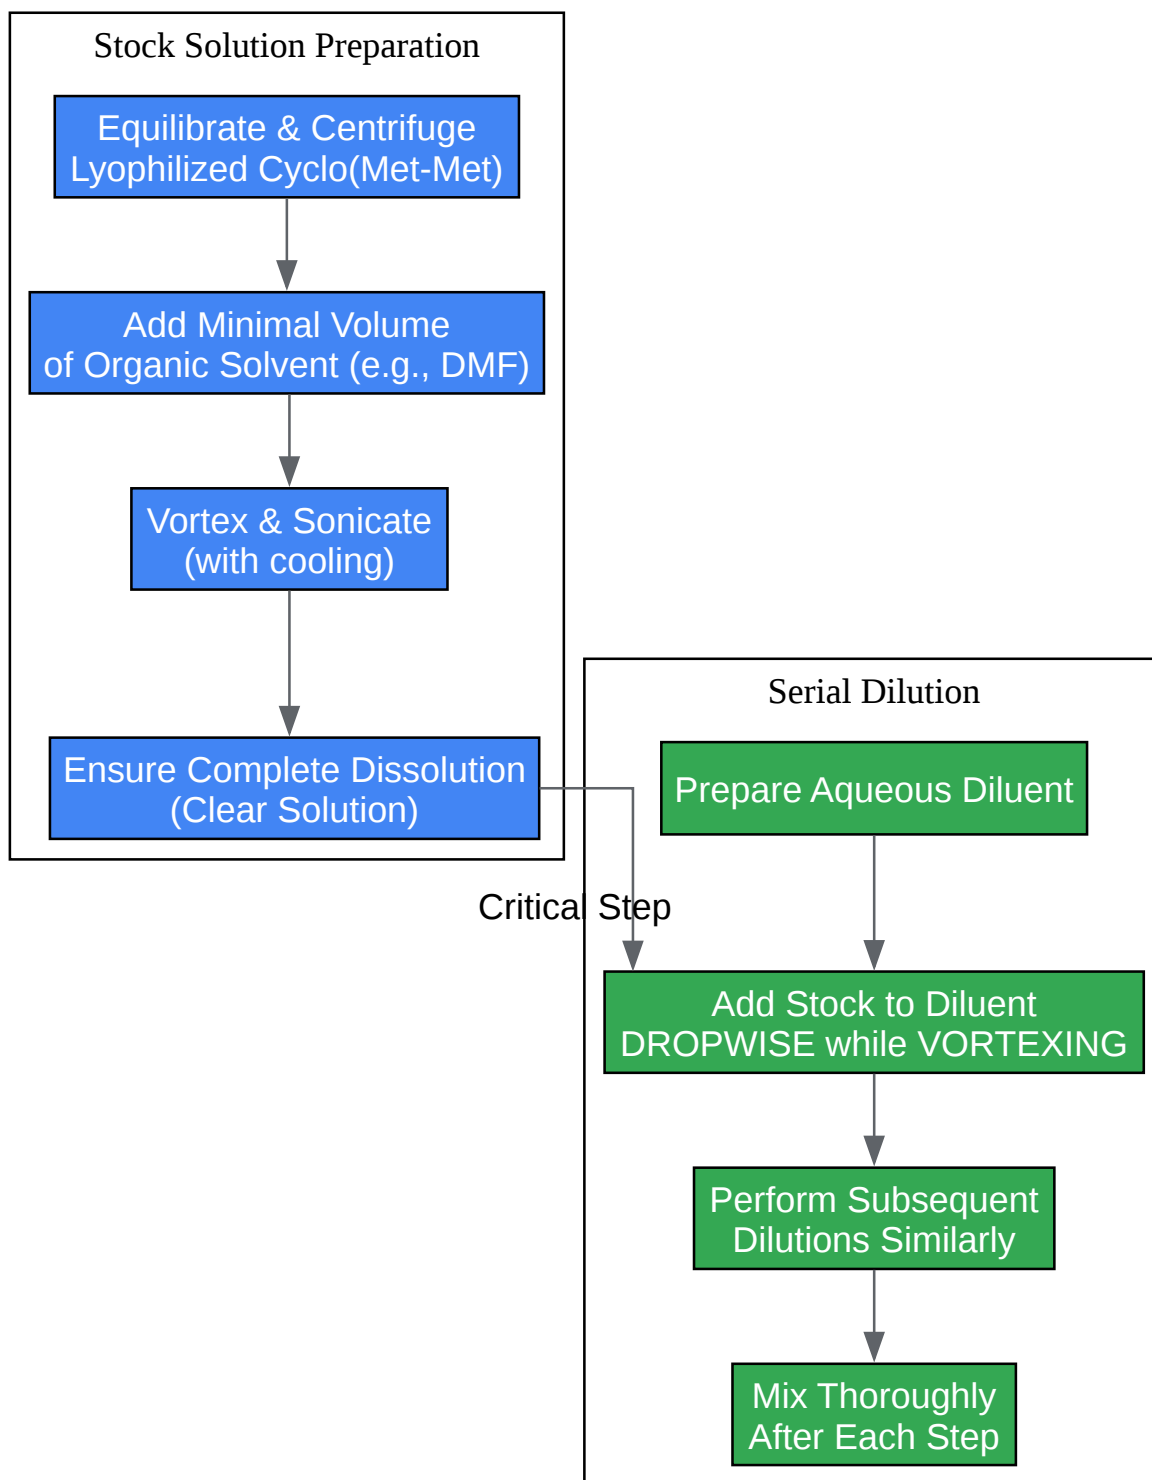 Stock Solution Preparation
Equilibrate & Centrifuge
Lyophilized Cyclo(Met-Met)
Add Minimal Volume
of Organic Solvent (e.g., DMF)
Vortex & Sonicate
(with cooling)
Ensure Complete Dissolution
(Clear Solution)
Critical Step
Serial Dilution
Prepare Aqueous Diluent
Add Stock to Diluent
DROPWISE while VORTEXING
Perform Subsequent
Dilutions Similarly
Mix Thoroughly
After Each Step